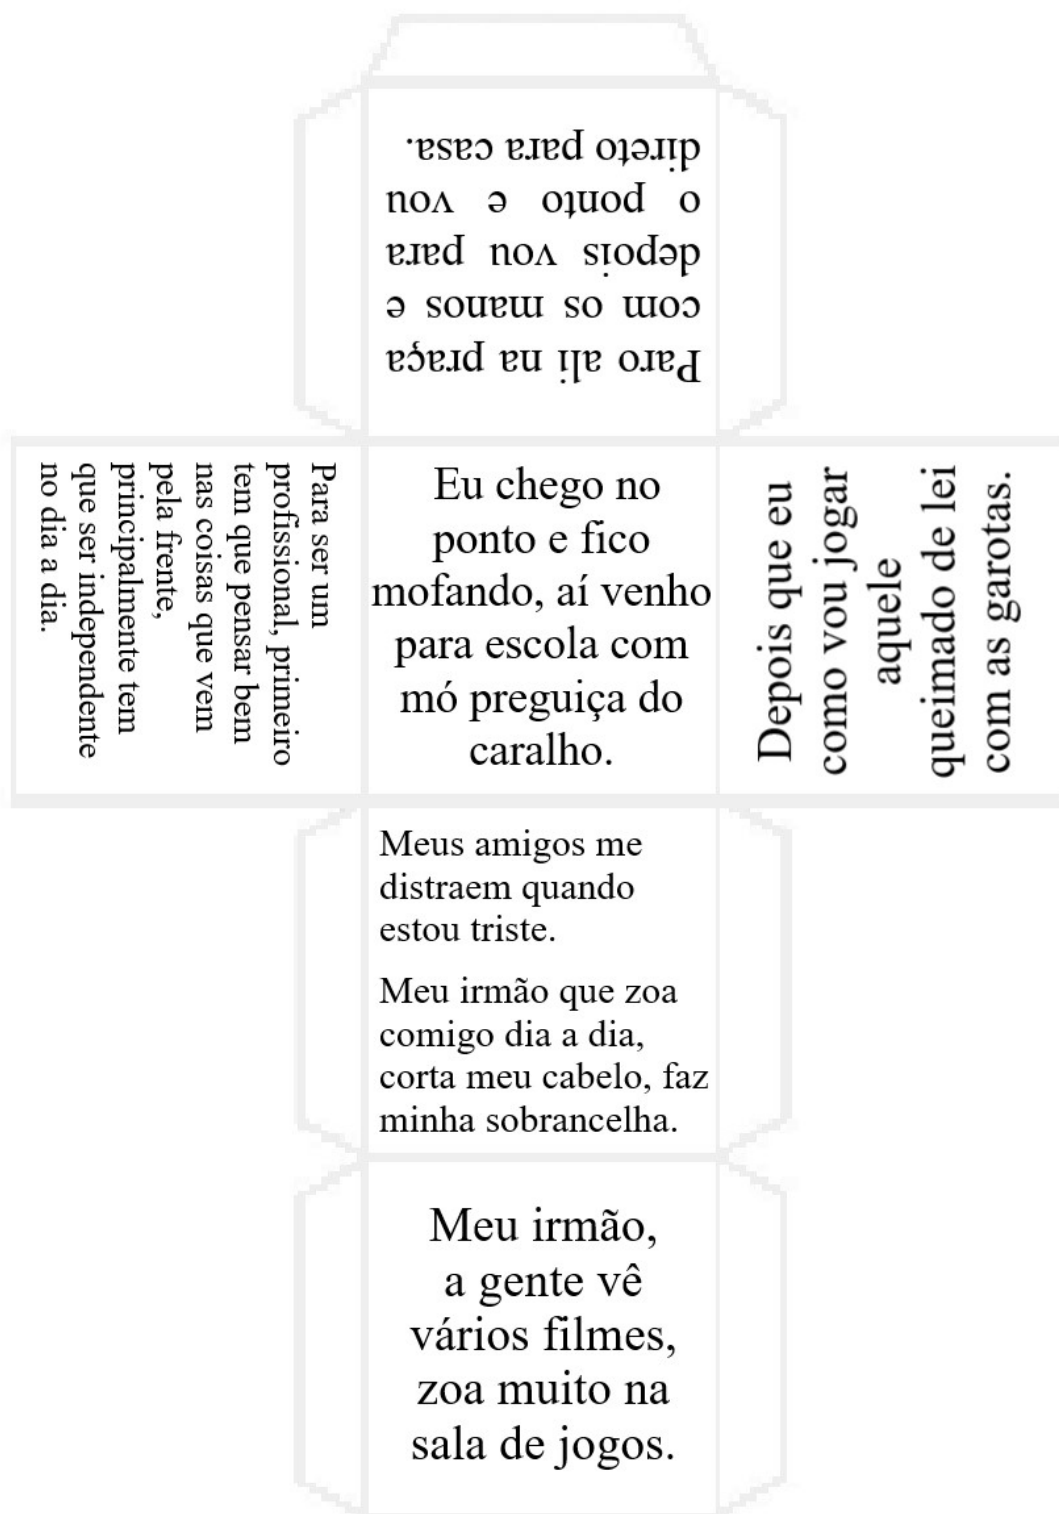 Paro ali na praça
com os manos e
depois vou para
o ponto e vou
direto para casa.
Para ser um
profissional, primeiro
tem que pensar bem
nas coisas que vem
pela frente,
principalmente tem
que ser independente
no dia a dia.
Eu chego no
ponto e fico
mofando, aí venho
para escola com
mó preguiça do
caralho.
Depois que eu
como vou jogar
aquele
queimado de lei
com as garotas.
Meus amigos me
distraem quando
estou triste.
Meu irmão que zoa
comigo dia a dia,
corta meu cabelo, faz
minha sobrancelha.
Meu irmão,
a gente vê
vários filmes,
zoa muito na
sala de jogos.